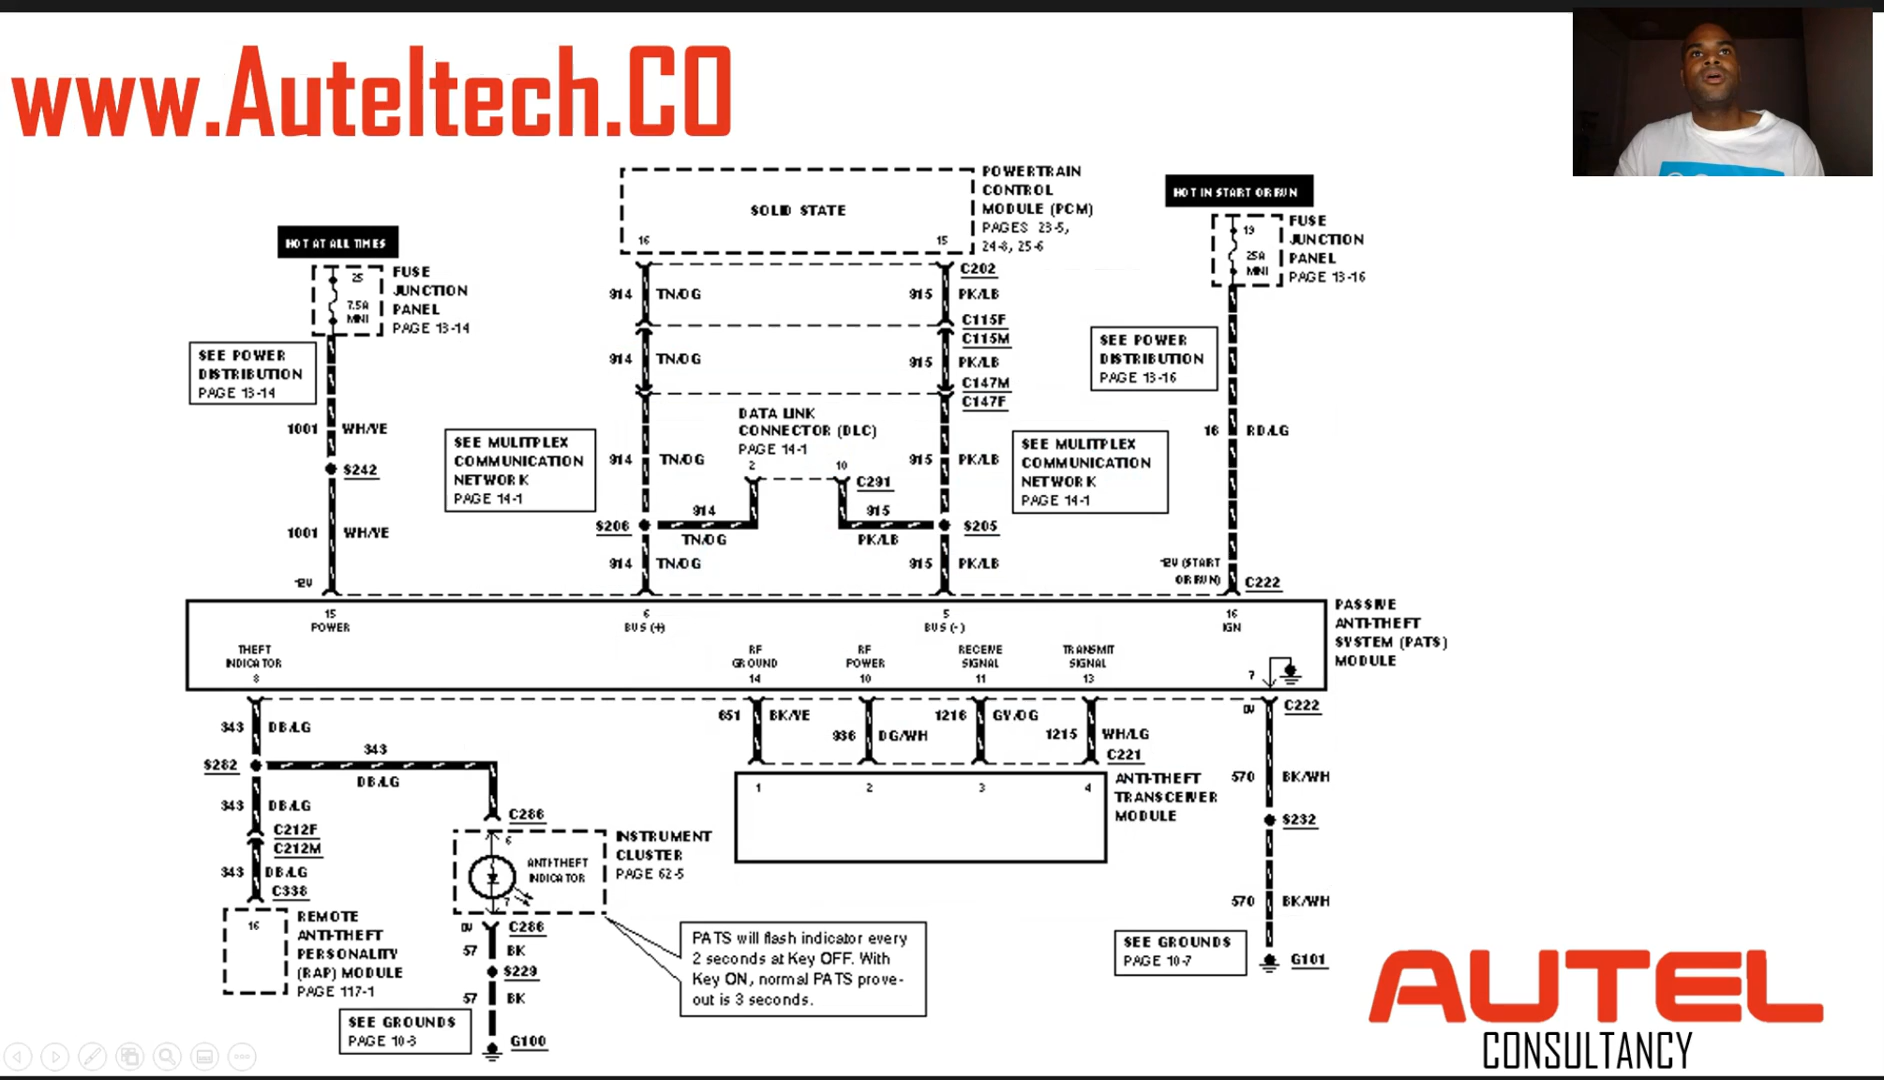 www.Auteltech.CO
HOT AT ALL TIMES
25
7.5A
MINI
FUSE
JUNCTION
PANEL
PAGE 13-14
SEE POWER
DISTRIBUTION
PAGE 13-14
1001 WH/YE
S242
1001 WH/YE
12V
SOLID STATE
16
15
POWERTRAIN
CONTROL
MODULE (PCM)
PAGES 23-5,
24-8, 25-6
C202
914 TN/OG
915 PK/LB
C115F
C115M
914 TN/OG
915 PK/LB
C147M
C147F
DATA LINK
CONNECTOR (DLC)
PAGE 14-1
2
10
C291
SEE MULITPLEX
COMMUNICATION
NETWORK
PAGE 14-1
914 TN/OG
915 PK/LB
SEE MULITPLEX
COMMUNICATION
NETWORK
PAGE 14-1
S206
914
TN/OG
915
PK/LB
S205
914 TN/OG
915 PK/LB
HOT IN START OR RUN
19
25A
MINI
FUSE
JUNCTION
PANEL
PAGE 13-16
SEE POWER
DISTRIBUTION
PAGE 13-16
16 RD/LG
12V (START
OR RUN)
C222
15
POWER
6
BUS (+)
5
BUS (-)
16
IGN
PASSIVE
ANTI-THEFT
SYSTEM (PATS)
MODULE
THEFT
INDICATOR
8
RF
GROUND
14
RF
POWER
10
RECEIVE
SIGNAL
11
TRANSMIT
SIGNAL
13
7
0V
C222
343 DB/LG
S282
343
DB/LG
343 DB/LG
C212F
C212M
343 DB/LG
C338
16
REMOTE
ANTI-THEFT
PERSONALITY
(RAP) MODULE
PAGE 117-1
C286
6
ANTI-THEFT
INDICATOR
7
INSTRUMENT
CLUSTER
PAGE 62-5
0V
C286
57 BK
S229
57 BK
SEE GROUNDS
PAGE 10-3
G100
PATS will flash indicator every
2 seconds at Key OFF. With
Key ON, normal PATS prove-
out is 3 seconds.
651 BK/YE
936 DG/WH
1216 GY/OG
1215 WH/LG
C221
1
2
3
4
ANTI-THEFT
TRANSCEIVER
MODULE
570 BK/WH
S232
570 BK/WH
SEE GROUNDS
PAGE 10-7
G101
AUTEL
CONSULTANCY